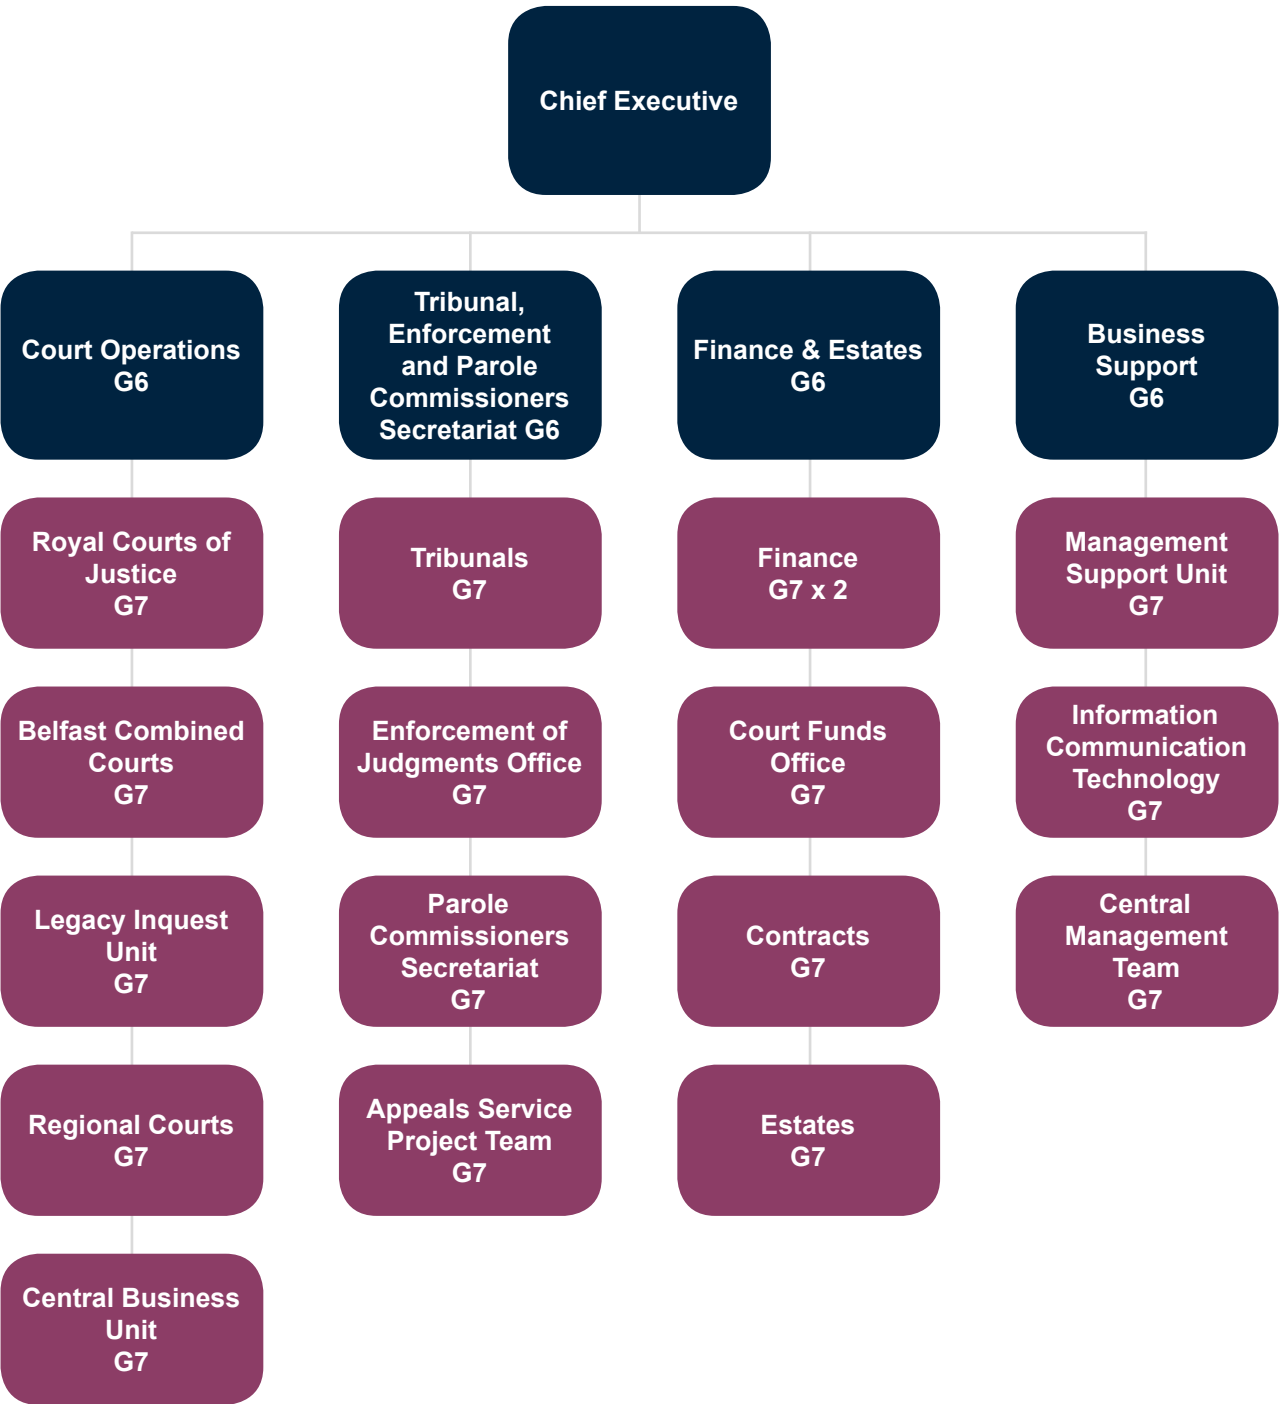 Chief Executive
Court Operations
G6
Tribunal,
Enforcement
and Parole
Commissioners
Secretariat G6
Finance & Estates
G6
Business
Support
G6
Royal Courts of
Justice
G7
Tribunals
G7
Finance
G7 x 2
Management
Support Unit
G7
Belfast Combined
Courts
G7
Enforcement of
Judgments Office
G7
Court Funds
Office
G7
Information
Communication
Technology
G7
Legacy Inquest
Unit
G7
Parole
Commissioners
Secretariat
G7
Contracts
G7
Central
Management
Team
G7
Regional Courts
G7
Appeals Service
Project Team
G7
Estates
G7
Central Business
Unit
G7